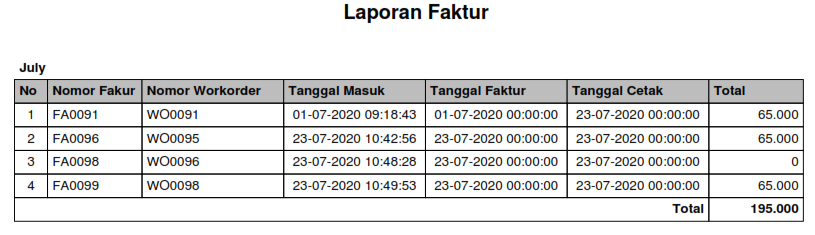 Laporan Faktur
July
No Nomor Fakur Nomor Workorder Tanggal Masuk Tanggal Faktur Tanggal Cetak Total
1 FA0091 WO0091 01-07-2020 09:18:43 01-07-2020 00:00:00 23-07-2020 00:00:00 65.000
2 FA0096 WO0095 23-07-2020 10:42:56 23-07-2020 00:00:00 23-07-2020 00:00:00 65.000
3 FA0098 WO0096 23-07-2020 10:48:28 23-07-2020 00:00:00 23-07-2020 00:00:00 0
4 FA0099 WO0098 23-07-2020 10:49:53 23-07-2020 00:00:00 23-07-2020 00:00:00 65.000
Total 195.000